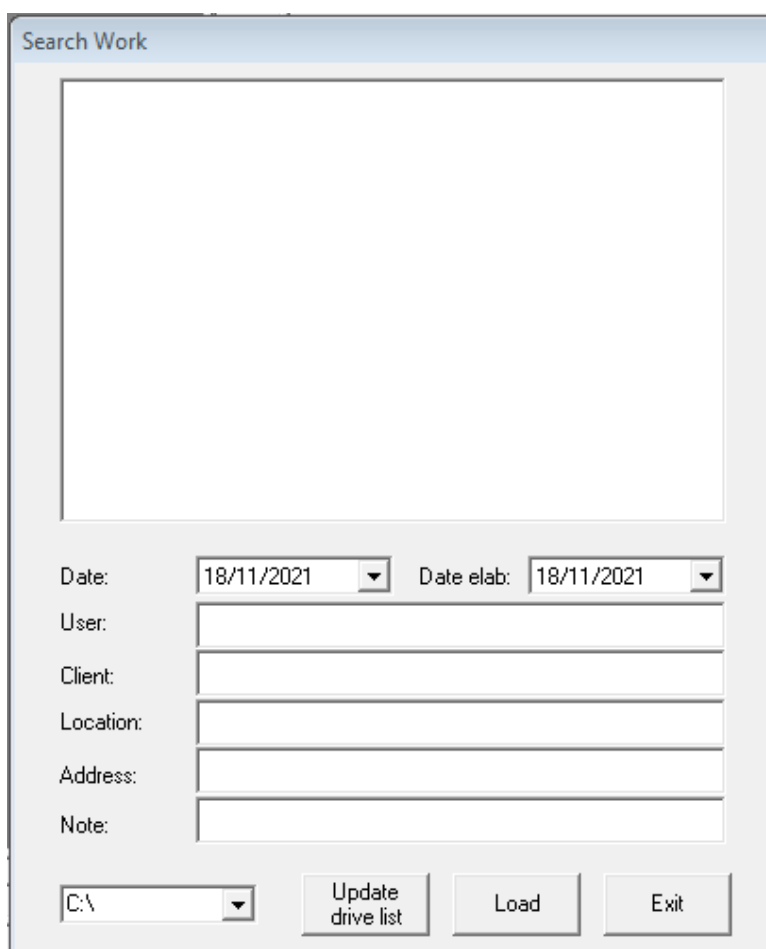 Search Work
Date: 18/11/2021 Date elab: 18/11/2021
User:
Client:
Location:
Address:
Note:
C:\ Update drive list Load Exit